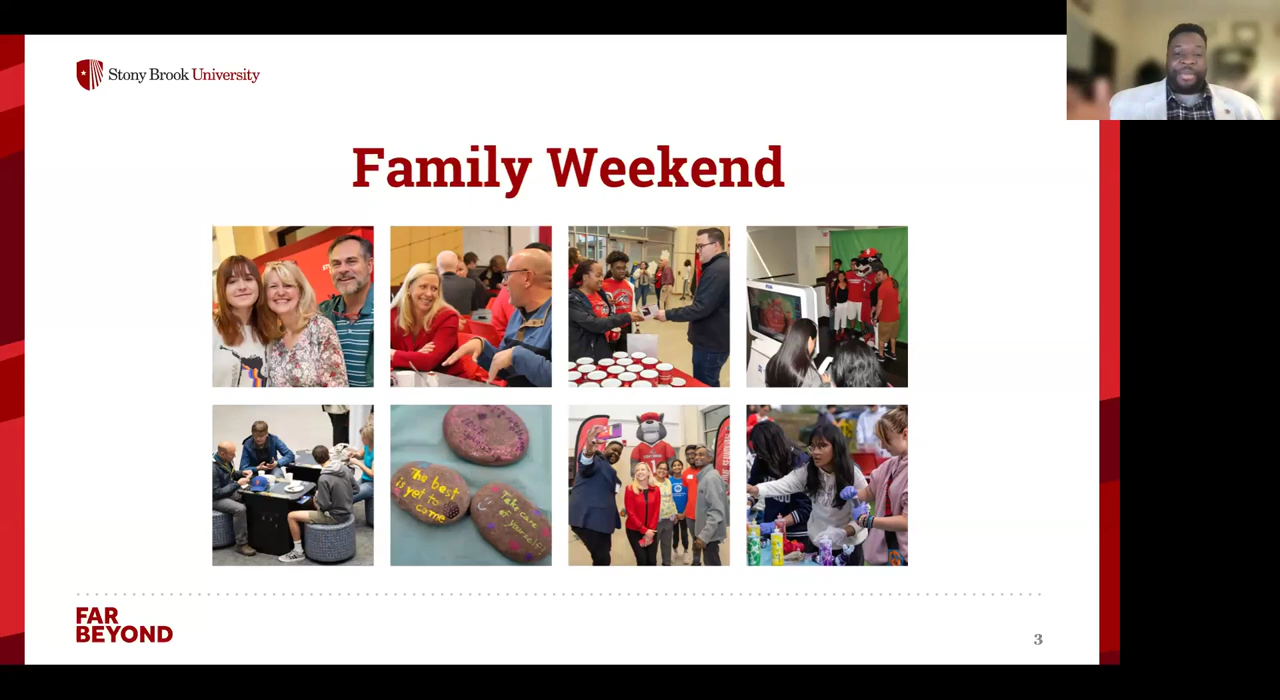 Stony Brook University
Family Weekend
The best
is yet to
come
Take care
of yourself!
FAR
BEYOND
3